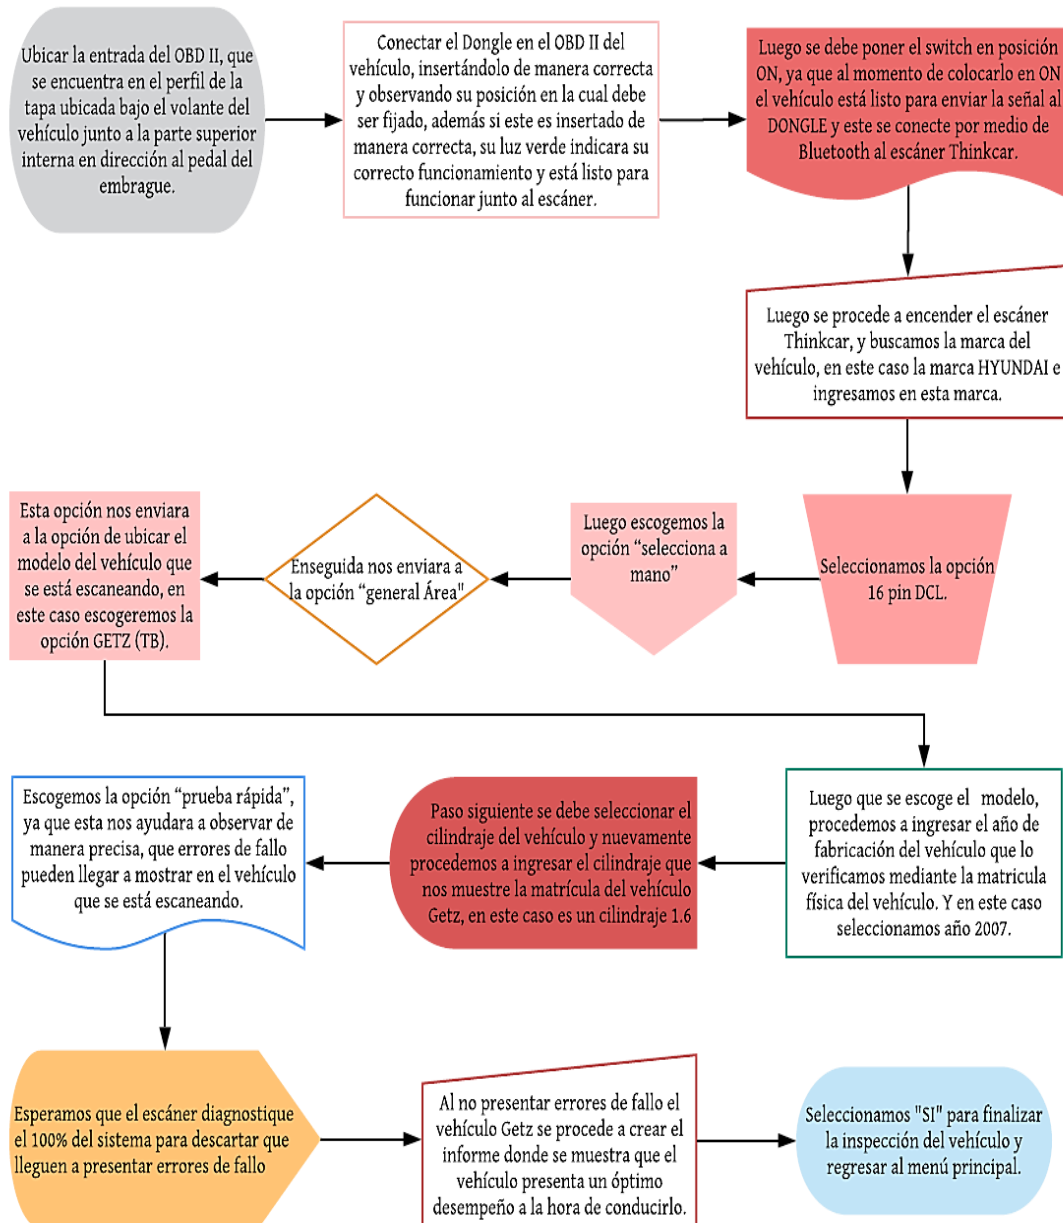 Ubicar la entrada del OBD II, que
se encuentra en el perfil de la
tapa ubicada bajo el volante del
vehículo junto a la parte superior
interna en dirección al pedal del
embrague.
Conectar el Dongle en el OBD II del
vehículo, insertándolo de manera correcta
y observando su posición en la cual debe
ser fijado, además si este es insertado de
manera correcta, su luz verde indicara su
correcto funcionamiento y está listo para
funcionar junto al escáner.
Luego se debe poner el switch en posición
ON, ya que al momento de colocarlo en ON
el vehículo está listo para enviar la señal al
DONGLE y este se conecte por medio de
Bluetooth al escáner Thinkcar.
Luego se procede a encender el escáner
Thinkcar, y buscamos la marca del
vehículo, en este caso la marca HYUNDAI e
ingresamos en esta marca.
Seleccionamos la opción
16 pin DCL.
Luego escogemos la
opción “selecciona a
mano”
Enseguida nos enviara a
la opción “general Área"
Esta opción nos enviara
a la opción de ubicar el
modelo del vehículo que
se está escaneando, en
este caso escogeremos la
opción GETZ (TB).
Luego que se escoge el modelo,
procedemos a ingresar el año de
fabricación del vehículo que lo
verificamos mediante la matricula
física del vehículo. Y en este caso
seleccionamos año 2007.
Paso siguiente se debe seleccionar el
cilindraje del vehículo y nuevamente
procedemos a ingresar el cilindraje que
nos muestre la matrícula del vehículo
Getz, en este caso es un cilindraje 1.6
Escogemos la opción “prueba rápida”,
ya que esta nos ayudara a observar de
manera precisa, que errores de fallo
pueden llegar a mostrar en el vehículo
que se está escaneando.
Esperamos que el escáner diagnostique
el 100% del sistema para descartar que
lleguen a presentar errores de fallo
Al no presentar errores de fallo el
vehículo Getz se procede a crear el
informe donde se muestra que el
vehículo presenta un óptimo
desempeño a la hora de conducirlo.
Seleccionamos "SI" para finalizar
la inspección del vehículo y
regresar al menú principal.